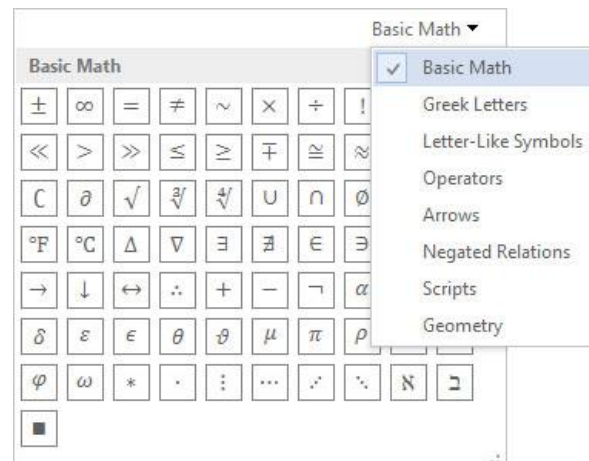 Basic Math
Basic Math
± ∞ = ≠ ~ × ÷ !
≪ > ≫ ≤ ≥ ∓ ≅ ≈
∁ ∂ √ ∛ ∜ ∪ ∩ ∅
°F °C ∆ ∇ ∃ ∄ ∈ ∋
→ ↓ ↔ ∴ + − ¬ α
δ ε ϵ θ ϑ μ π ρ
φ ω ∗ ∙ ⋮ ⋯ ⋰ ⋱ ℵ ℶ
∎
Basic Math
Greek Letters
Letter-Like Symbols
Operators
Arrows
Negated Relations
Scripts
Geometry